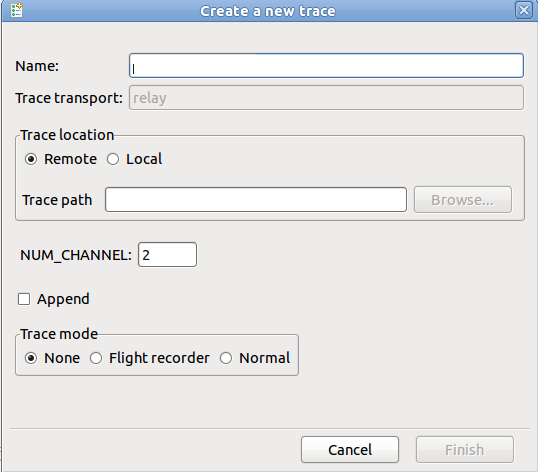 Create a new trace
Name:
Trace transport: relay
Trace location
Remote Local
Trace path Browse...
NUM_CHANNEL: 2
Append
Trace mode
None Flight recorder Normal
Cancel Finish